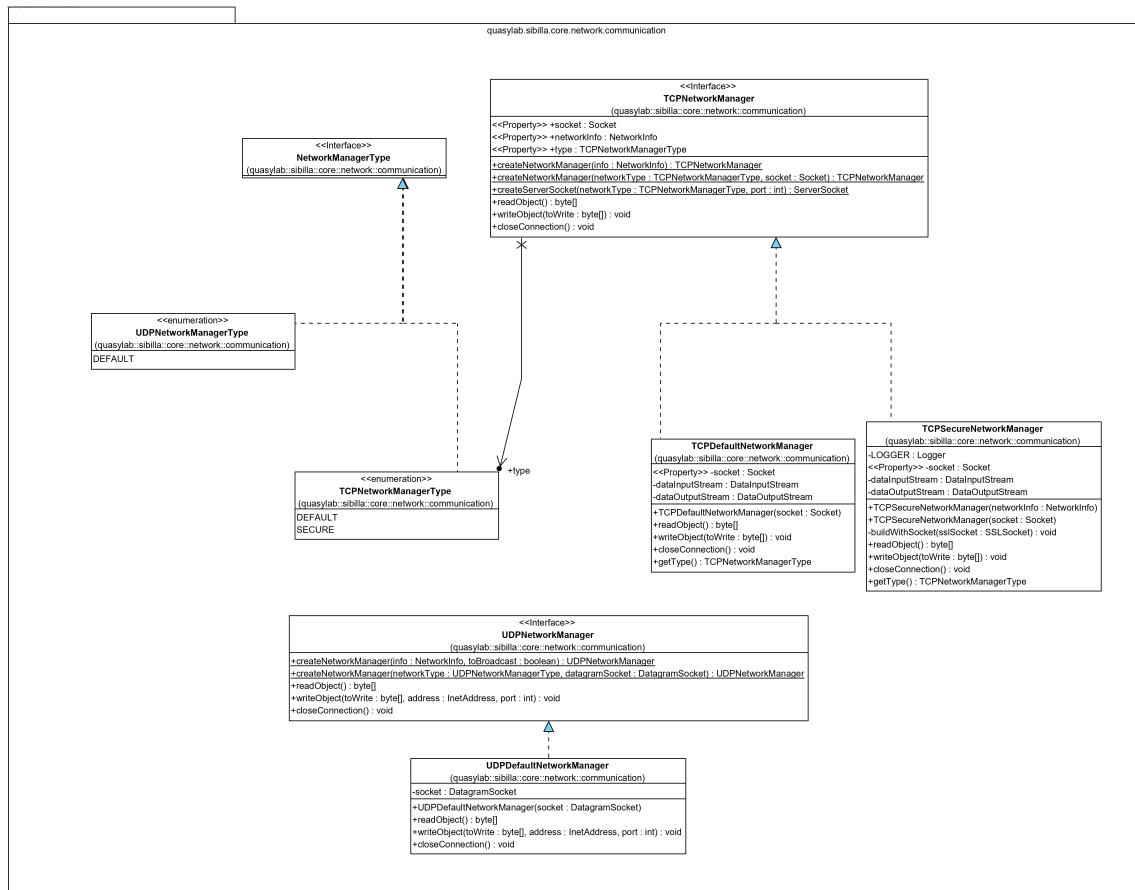 quasylab.sibilla.core.network.communication
<<Interface>>
TCPNetworkManager
(quasylab::sibilla::core::network::communication)
<<Property>> +socket : Socket
<<Property>> +networkInfo : NetworkInfo
<<Property>> +type : TCPNetworkManagerType
+createNetworkManager(info : NetworkInfo) : TCPNetworkManager
+createNetworkManager(networkType : TCPNetworkManagerType, socket : Socket) : TCPNetworkManager
+createServerSocket(networkType : TCPNetworkManagerType, port : int) : ServerSocket
+readObject() : byte[]
+writeObject(toWrite : byte[]) : void
+closeConnection() : void
<<Interface>>
NetworkManagerType
(quasylab::sibilla::core::network::communication)
<<enumeration>>
UDPNetworkManagerType
(quasylab::sibilla::core::network::communication)
DEFAULT
+type
<<enumeration>>
TCPNetworkManagerType
(quasylab::sibilla::core::network::communication)
DEFAULT
SECURE
TCPDefaultNetworkManager
(quasylab::sibilla::core::network::communication)
<<Property>> -socket : Socket
-dataInputStream : DataInputStream
-dataOutputStream : DataOutputStream
+TCPDefaultNetworkManager(socket : Socket)
+readObject() : byte[]
+writeObject(toWrite : byte[]) : void
+closeConnection() : void
+getType() : TCPNetworkManagerType
TCPSecureNetworkManager
(quasylab::sibilla::core::network::communication)
-LOGGER : Logger
<<Property>> -socket : Socket
-dataInputStream : DataInputStream
-dataOutputStream : DataOutputStream
+TCPSecureNetworkManager(networkInfo : NetworkInfo)
+TCPSecureNetworkManager(socket : Socket)
-buildWithSocket(sslSocket : SSLSocket) : void
+readObject() : byte[]
+writeObject(toWrite : byte[]) : void
+closeConnection() : void
+getType() : TCPNetworkManagerType
<<Interface>>
UDPNetworkManager
(quasylab::sibilla::core::network::communication)
+createNetworkManager(info : NetworkInfo, toBroadcast : boolean) : UDPNetworkManager
+createNetworkManager(networkType : UDPNetworkManagerType, datagramSocket : DatagramSocket) : UDPNetworkManager
+readObject() : byte[]
+writeObject(toWrite : byte[], address : InetAddress, port : int) : void
+closeConnection() : void
UDPDefaultNetworkManager
(quasylab::sibilla::core::network::communication)
-socket : DatagramSocket
+UDPDefaultNetworkManager(socket : DatagramSocket)
+readObject() : byte[]
+writeObject(toWrite : byte[], address : InetAddress, port : int) : void
+closeConnection() : void